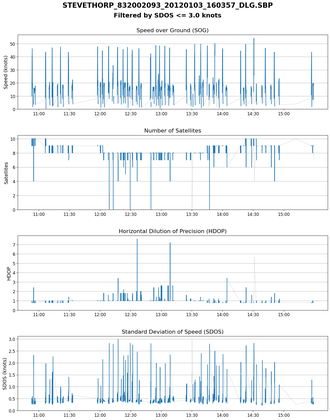 STEVETHORP_832002093_20120103_160357_DLG.SBP
Filtered by SDOS <= 3.0 knots
Speed over Ground (SOG)
Speed (knots)
50
40
30
20
10
0
11:00 11:30 12:00 12:30 13:00 13:30 14:00 14:30 15:00
Number of Satellites
Satellites
10
8
6
4
2
0
11:00 11:30 12:00 12:30 13:00 13:30 14:00 14:30 15:00
Horizontal Dilution of Precision (HDOP)
HDOP
7
6
5
4
3
2
1
0
11:00 11:30 12:00 12:30 13:00 13:30 14:00 14:30 15:00
Standard Deviation of Speed (SDOS)
SDOS (knots)
3.0
2.5
2.0
1.5
1.0
0.5
0.0
11:00 11:30 12:00 12:30 13:00 13:30 14:00 14:30 15:00